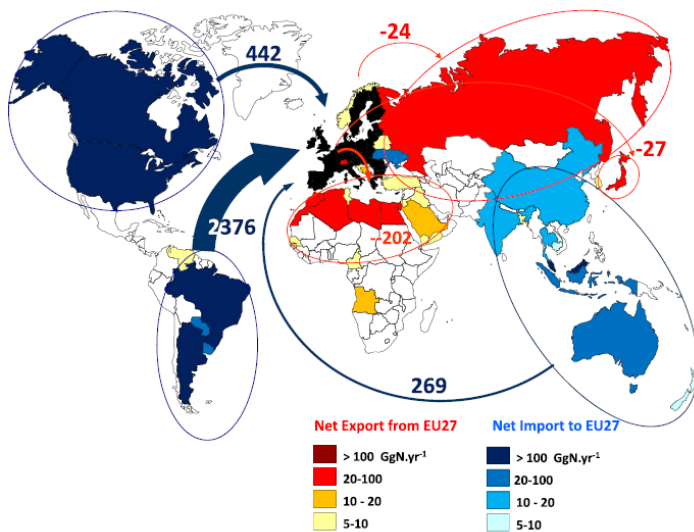 -24
442
-27
2376
--202
269
Net Export from EU27
Net Import to EU27
> 100 GgN.yr-1
> 100 GgN.yr-1
20-100
20-100
10 - 20
10 - 20
5-10
5-10